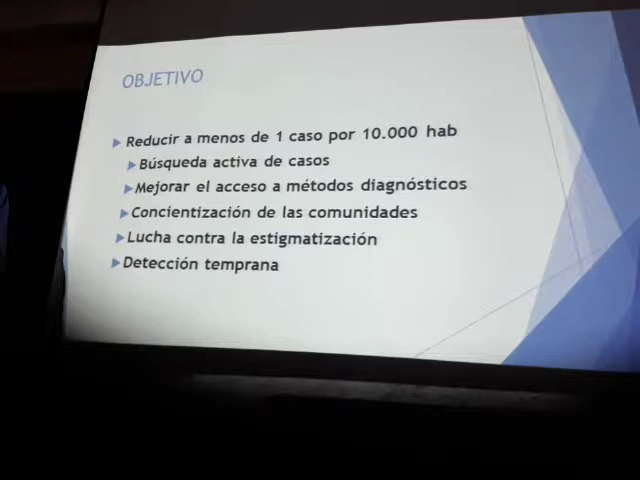 OBJETIVO
Reducir a menos de 1 caso por 10.000 hab
Búsqueda activa de casos
Mejorar el acceso a métodos diagnósticos
Concientización de las comunidades
Lucha contra la estigmatización
Detección temprana